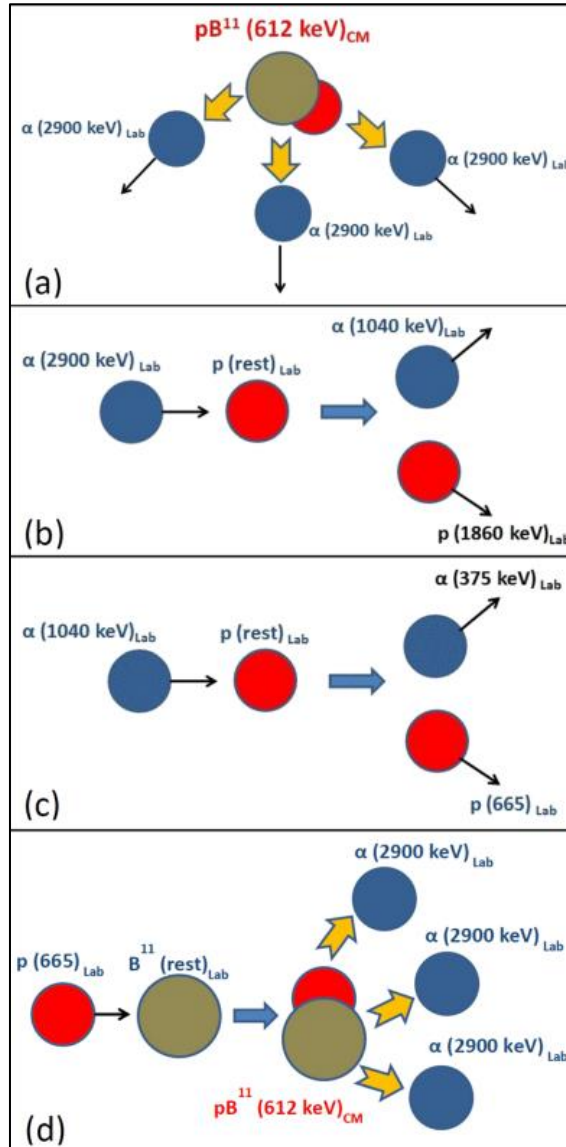 pB¹¹ (612 keV)CM
α (2900 keV) Lab
α (2900 keV) Lab
α (2900 keV) Lab
(a)
α (1040 keV)Lab
α (2900 keV) Lab
p (rest) Lab
p (1860 keV)Lab
(b)
α (375 keV) Lab
α (1040 keV)Lab
p (rest) Lab
p (665) Lab
(c)
α (2900 keV) Lab
p (665) Lab
B¹¹ (rest)Lab
α (2900 keV) Lab
α (2900 keV) Lab
pB¹¹ (612 keV)CM
(d)